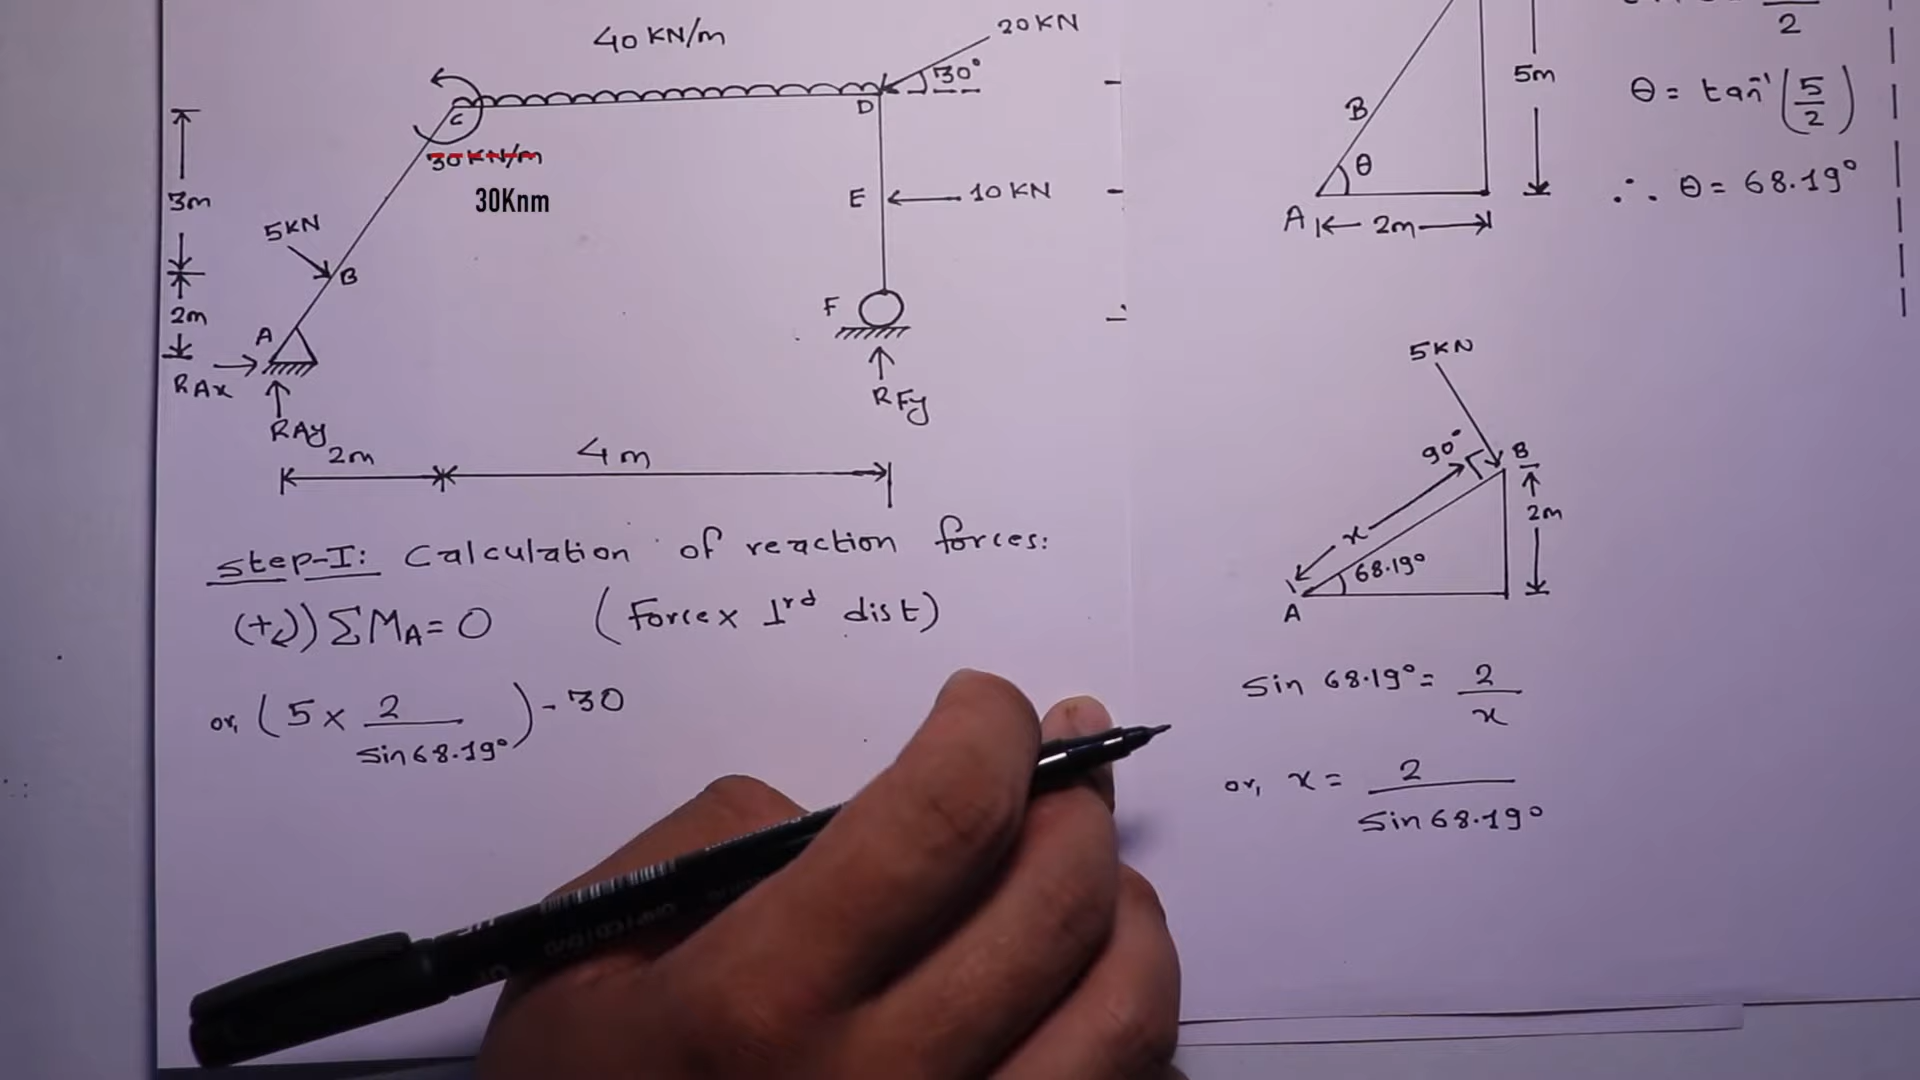 40 KN/m
20 KN
30°
C
D
30 KN/m
30Knm
3m
5KN
B
E
10 KN
2m
A
F
RAx
RAy
RFy
2m
4 m
Step-I: Calculation of reaction forces:
(+↻) ΣMA = 0 (Force x ⊥rd dist)
or, (5 x 2/sin 68.19°) - 30
2
5m
B
θ
A
2m
θ = tan⁻¹(5/2)
∴ θ = 68.19°
5KN
90°
B
x
2m
68.19°
A
Sin 68.19° = 2/x
or, x = 2/Sin 68.19°